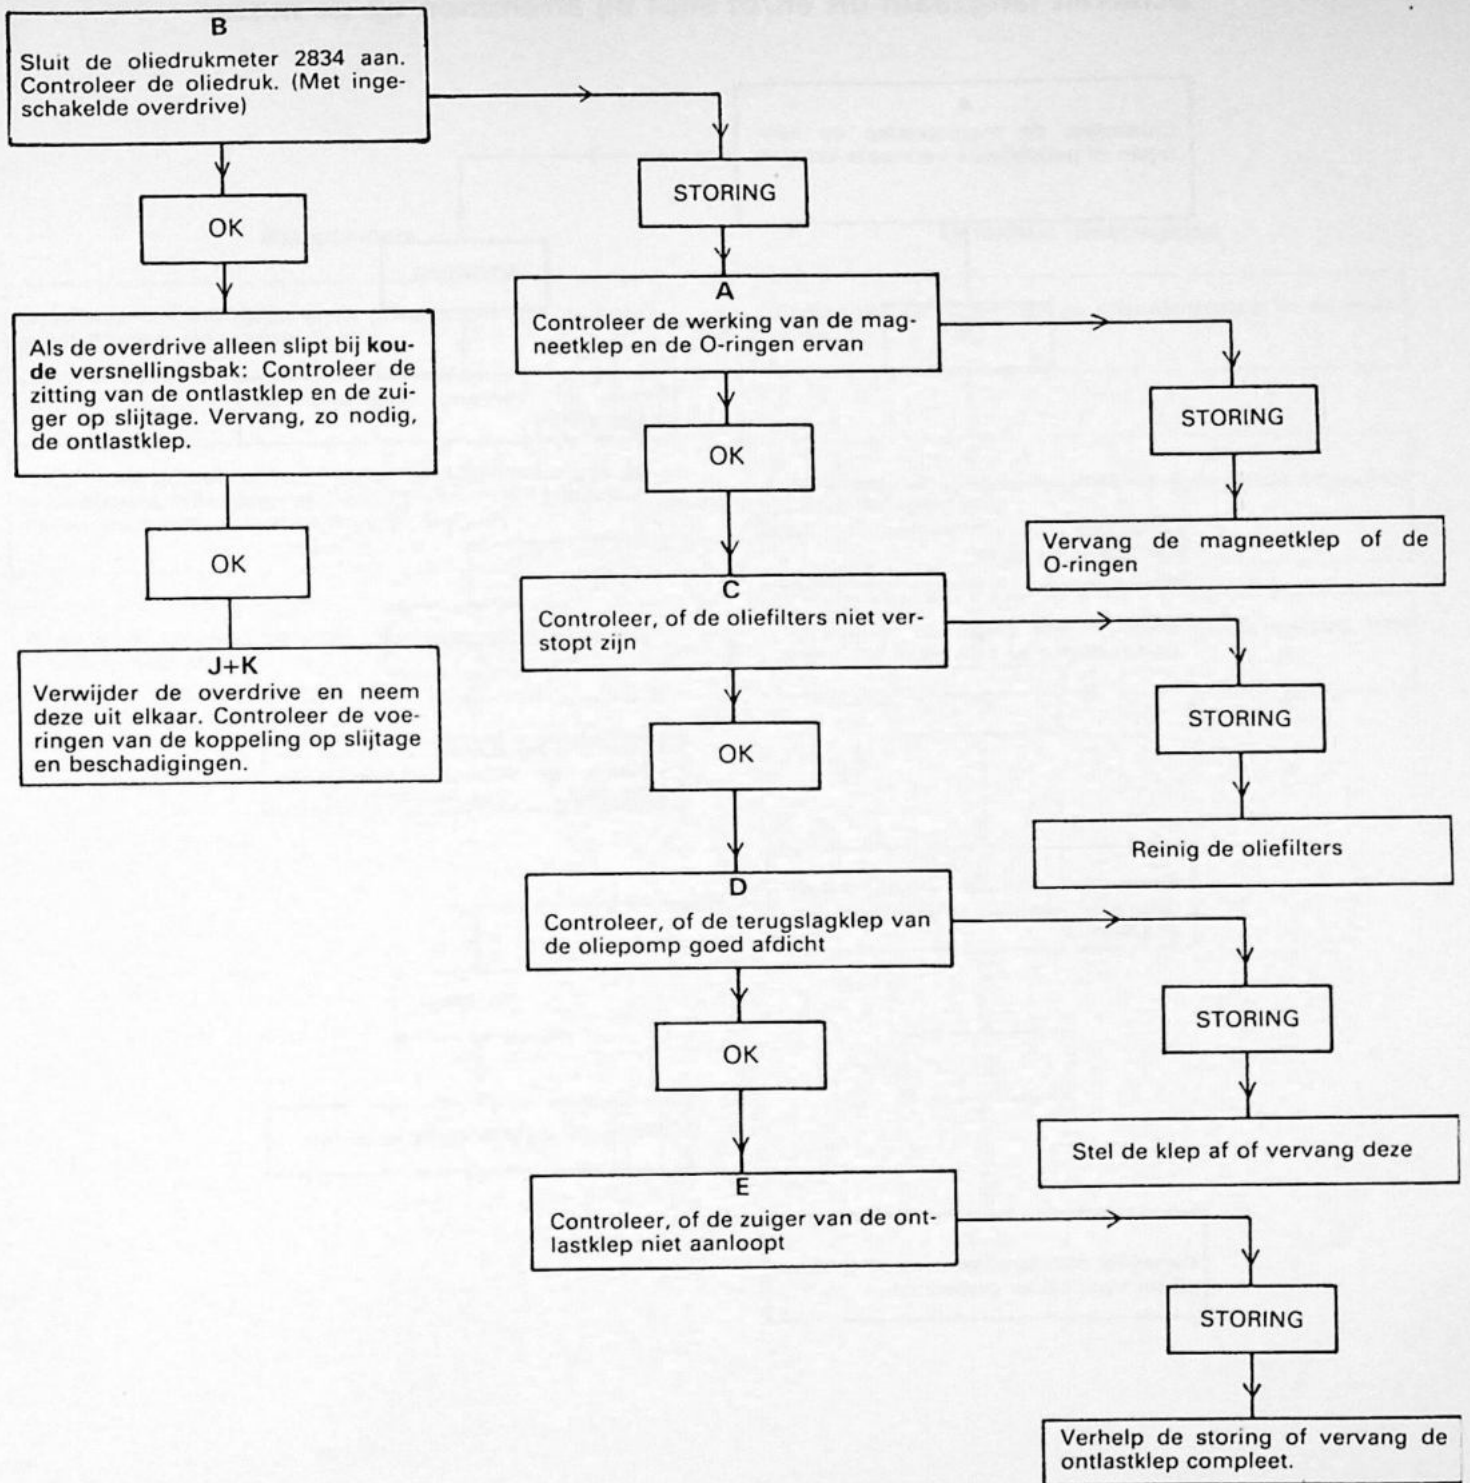 B
Sluit de oliedrukmeter 2834 aan.
Controleer de oliedruk. (Met inge-
schakelde overdrive)
OK
Als de overdrive alleen slipt bij kou-
de versnellingsbak: Controleer de
zitting van de ontlastklep en de zui-
ger op slijtage. Vervang, zo nodig,
de ontlastklep.
OK
J+K
Verwijder de overdrive en neem
deze uit elkaar. Controleer de voe-
ringen van de koppeling op slijtage
en beschadigingen.
STORING
A
Controleer de werking van de mag-
neetklep en de O-ringen ervan
STORING
Vervang de magneetklep of de
O-ringen
OK
C
Controleer, of de oliefilters niet ver-
stopt zijn
STORING
Reinig de oliefilters
OK
D
Controleer, of de terugslagklep van
de oliepomp goed afdicht
STORING
Stel de klep af of vervang deze
OK
E
Controleer, of de zuiger van de ont-
lastklep niet aanloopt
STORING
Verhelp de storing of vervang de
ontlastklep compleet.